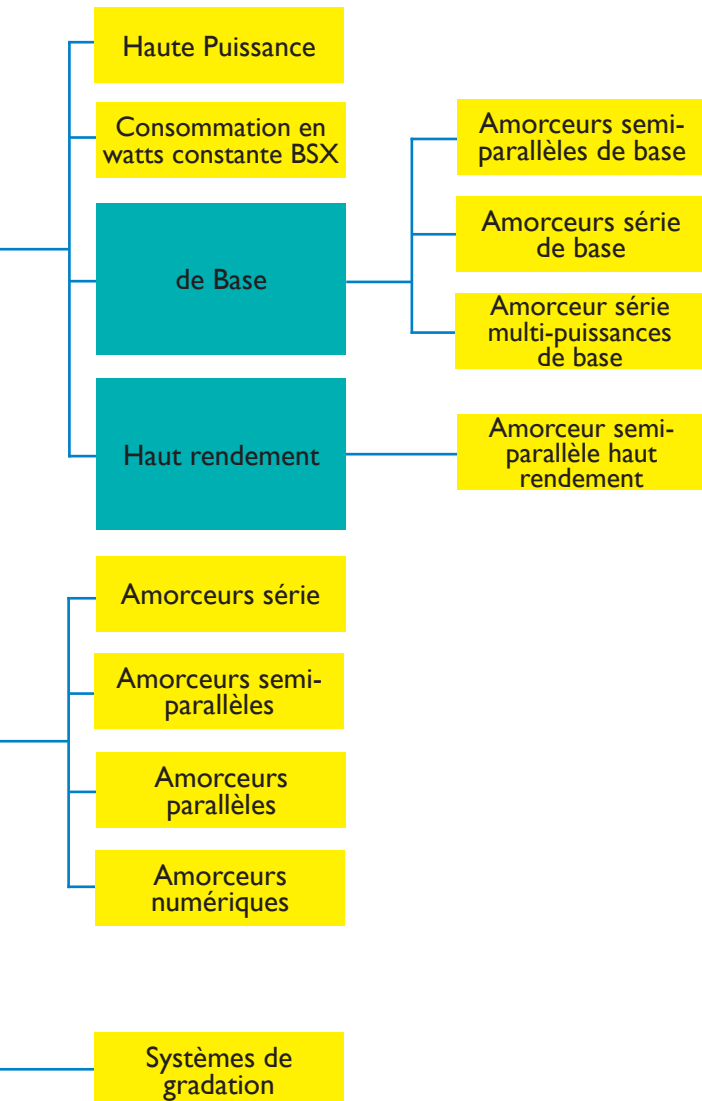 Haute Puissance
Consommation en
watts constante BSX
de Base
Amorceurs semi-
parallèles de base
Amorceurs série
de base
Amorceur série
multi-puissances
de base
Haut rendement
Amorceur semi-
parallèle haut
rendement
Amorceurs série
Amorceurs semi-
parallèles
Amorceurs
parallèles
Amorceurs
numériques
Systèmes de
gradation